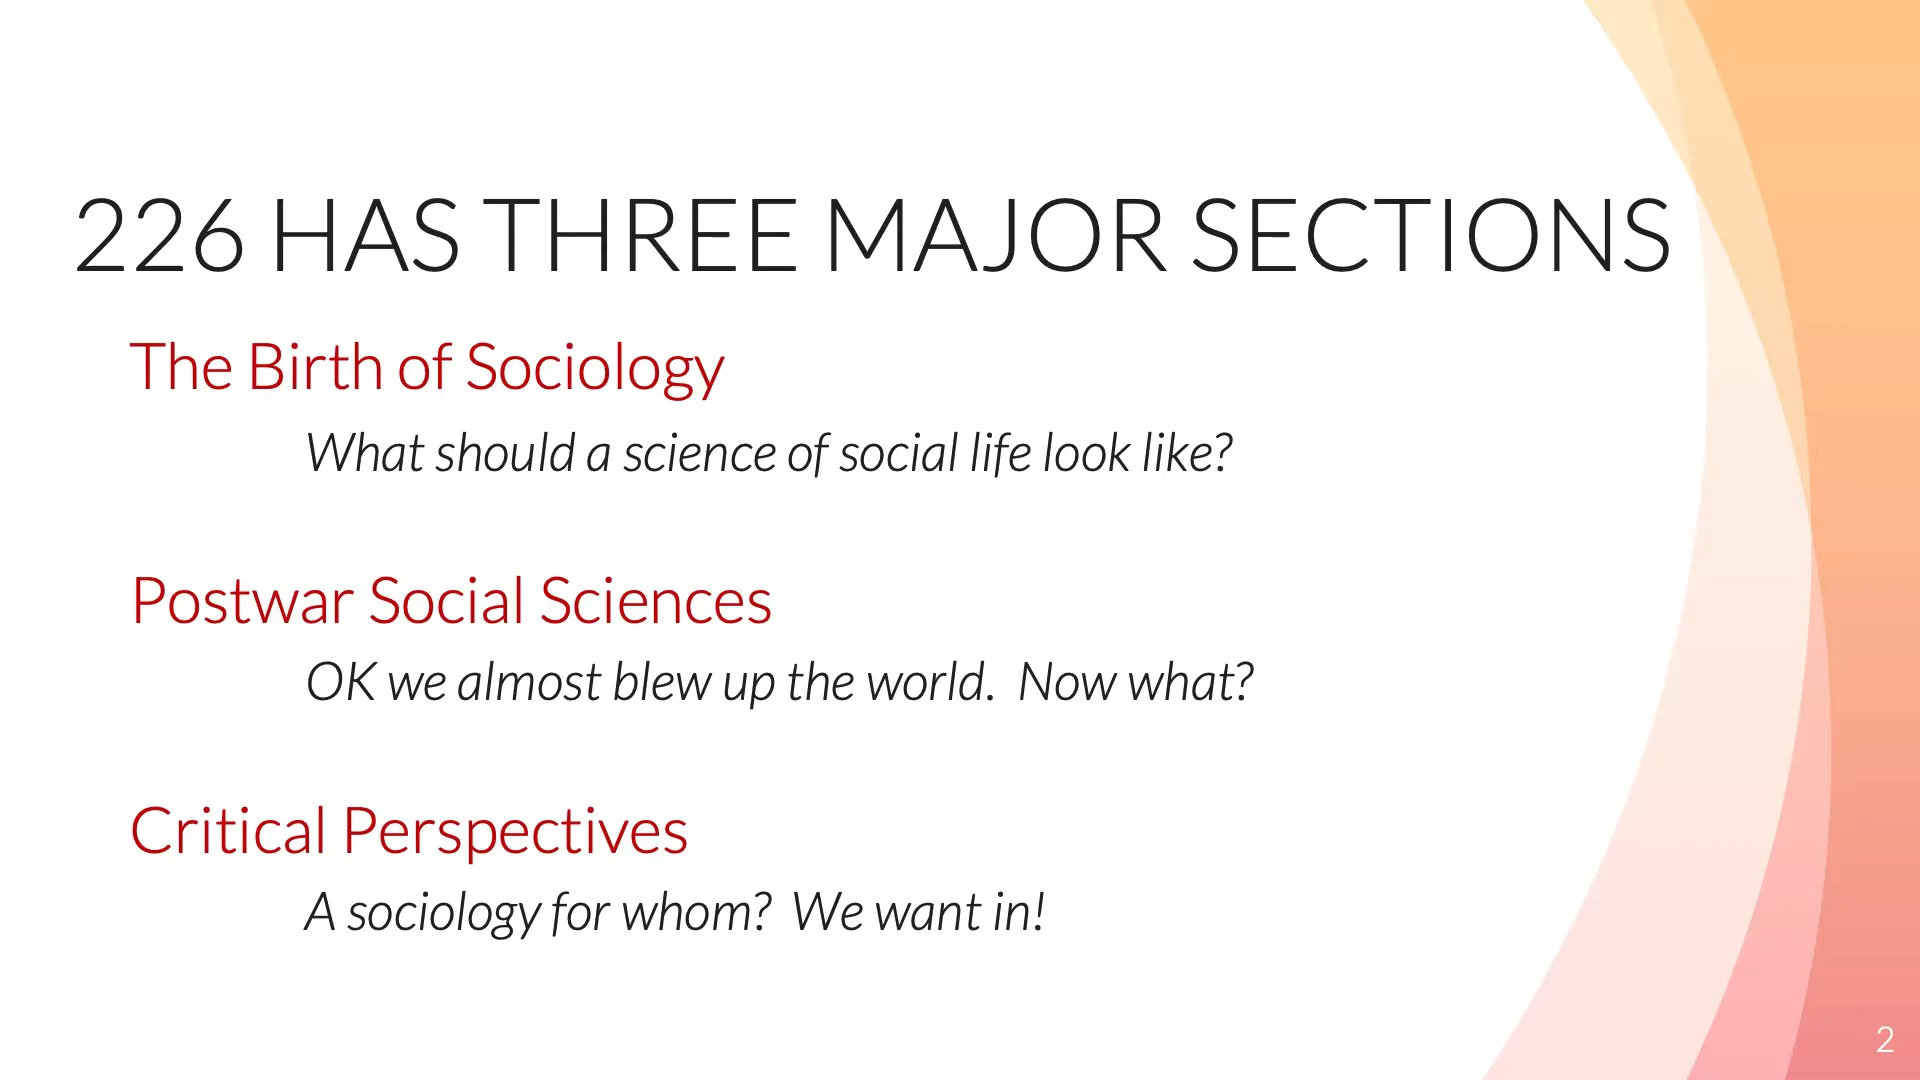 226 HAS THREE MAJOR SECTIONS
The Birth of Sociology
What should a science of social life look like?
Postwar Social Sciences
OK we almost blew up the world.  Now what?
Critical Perspectives
A sociology for whom?  We want in!
2